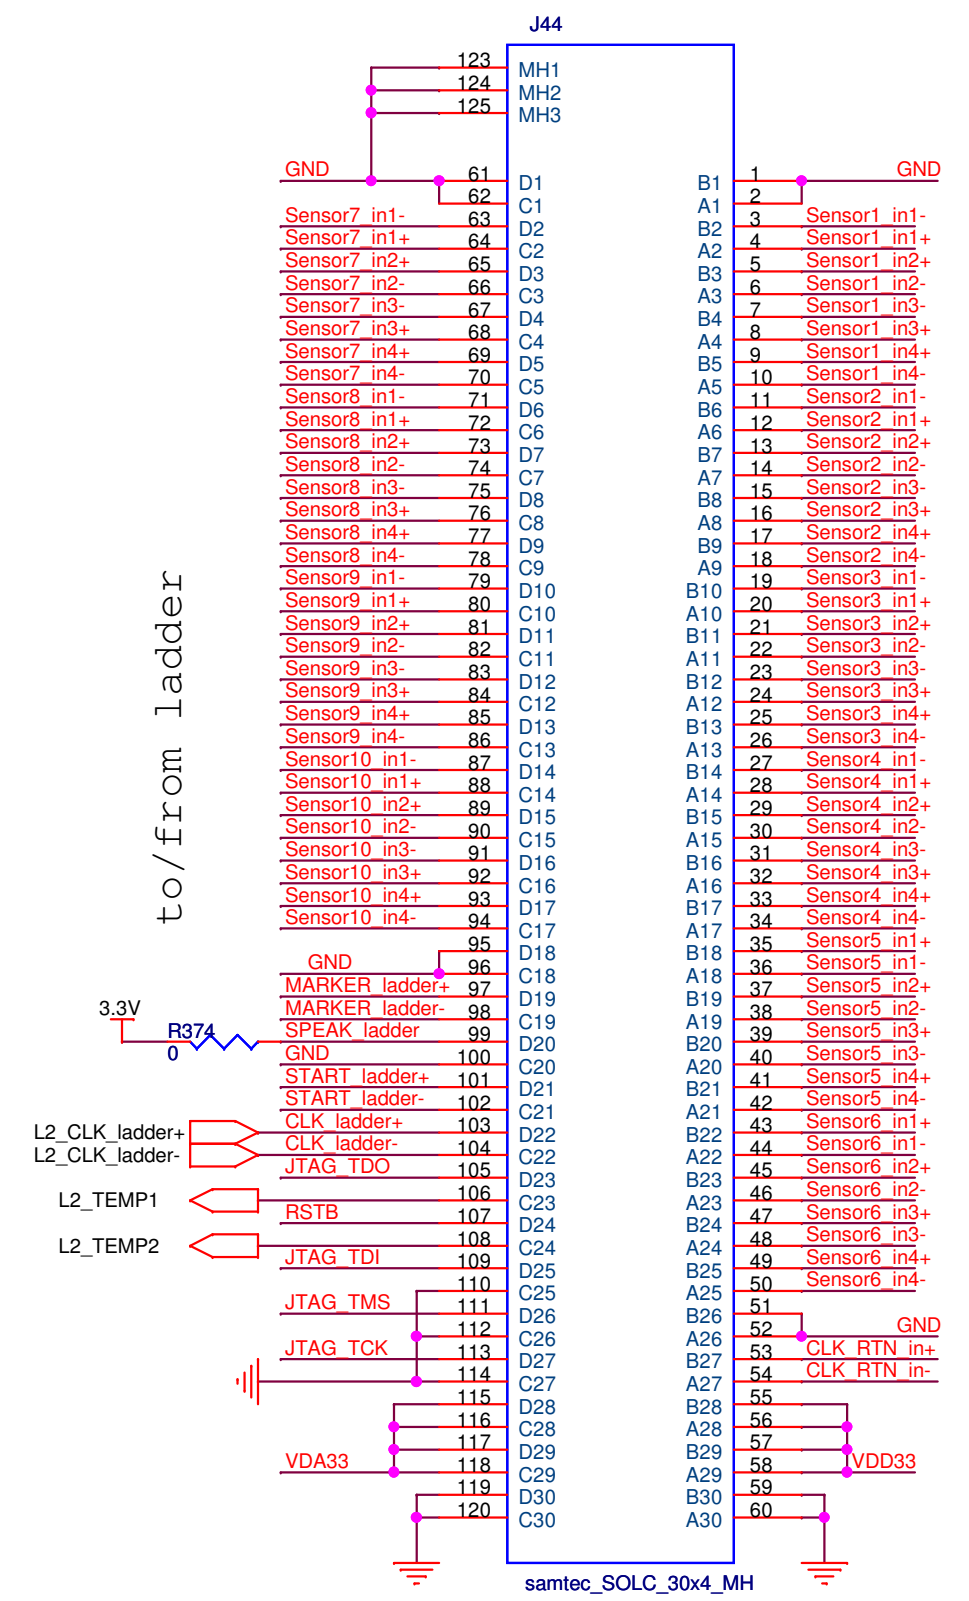 J44
123 MH1
124 MH2
125 MH3
GND 61 D1 B1 1 GND
62 C1 A1 2
Sensor7_in1- 63 D2 B2 3 Sensor1_in1-
Sensor7_in1+ 64 C2 A2 4 Sensor1_in1+
Sensor7_in2+ 65 D3 B3 5 Sensor1_in2+
Sensor7_in2- 66 C3 A3 6 Sensor1_in2-
Sensor7_in3- 67 D4 B4 7 Sensor1_in3-
Sensor7_in3+ 68 C4 A4 8 Sensor1_in3+
Sensor7_in4+ 69 D5 B5 9 Sensor1_in4+
Sensor7_in4- 70 C5 A5 10 Sensor1_in4-
Sensor8_in1- 71 D6 B6 11 Sensor2_in1-
Sensor8_in1+ 72 C6 A6 12 Sensor2_in1+
Sensor8_in2+ 73 D7 B7 13 Sensor2_in2+
Sensor8_in2- 74 C7 A7 14 Sensor2_in2-
Sensor8_in3- 75 D8 B8 15 Sensor2_in3-
Sensor8_in3+ 76 C8 A8 16 Sensor2_in3+
Sensor8_in4+ 77 D9 B9 17 Sensor2_in4+
Sensor8_in4- 78 C9 A9 18 Sensor2_in4-
Sensor9_in1- 79 D10 B10 19 Sensor3_in1-
Sensor9_in1+ 80 C10 A10 20 Sensor3_in1+
Sensor9_in2+ 81 D11 B11 21 Sensor3_in2+
Sensor9_in2- 82 C11 A11 22 Sensor3_in2-
Sensor9_in3- 83 D12 B12 23 Sensor3_in3-
Sensor9_in3+ 84 C12 A12 24 Sensor3_in3+
Sensor9_in4+ 85 D13 B13 25 Sensor3_in4+
Sensor9_in4- 86 C13 A13 26 Sensor3_in4-
Sensor10_in1- 87 D14 B14 27 Sensor4_in1-
Sensor10_in1+ 88 C14 A14 28 Sensor4_in1+
Sensor10_in2+ 89 D15 B15 29 Sensor4_in2+
Sensor10_in2- 90 C15 A15 30 Sensor4_in2-
Sensor10_in3- 91 D16 B16 31 Sensor4_in3-
Sensor10_in3+ 92 C16 A16 32 Sensor4_in3+
Sensor10_in4+ 93 D17 B17 33 Sensor4_in4+
Sensor10_in4- 94 C17 A17 34 Sensor4_in4-
to/from ladder
95 D18 B18 35 Sensor5_in1+
GND 96 C18 A18 36 Sensor5_in1-
MARKER_ladder+ 97 D19 B19 37 Sensor5_in2+
MARKER_ladder- 98 C19 A19 38 Sensor5_in2-
3.3V R374 0 SPEAK_ladder 99 D20 B20 39 Sensor5_in3+
GND 100 C20 A20 40 Sensor5_in3-
START_ladder+ 101 D21 B21 41 Sensor5_in4+
START_ladder- 102 C21 A21 42 Sensor5_in4-
L2_CLK_ladder+ CLK_ladder+ 103 D22 B22 43 Sensor6_in1+
L2_CLK_ladder- CLK_ladder- 104 C22 A22 44 Sensor6_in1-
JTAG_TDO 105 D23 B23 45 Sensor6_in2+
L2_TEMP1 106 C23 A23 46 Sensor6_in2-
RSTB 107 D24 B24 47 Sensor6_in3+
L2_TEMP2 108 C24 A24 48 Sensor6_in3-
JTAG_TDI 109 D25 B25 49 Sensor6_in4+
110 C25 A25 50 Sensor6_in4-
JTAG_TMS 111 D26 B26 51
112 C26 A26 52 GND
JTAG_TCK 113 D27 B27 53 CLK_RTN_in+
114 C27 A27 54 CLK_RTN_in-
115 D28 B28 55
116 C28 A28 56
117 D29 B29 57
VDA33 118 C29 A29 58 VDD33
119 D30 B30 59
120 C30 A30 60
samtec_SOLC_30x4_MH